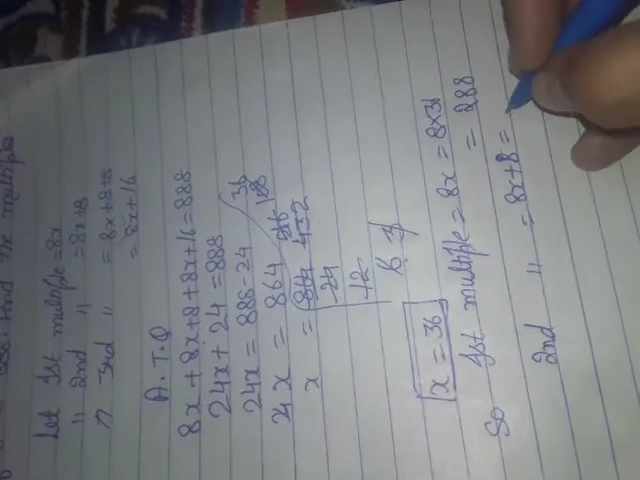 888. Find the multiples
Let 1st multiple = 8x
" 2nd " = 8x+8
" 3rd " = 8x+8+8
= 8x+16
A.T.Q
8x + 8x+8 + 8x+16 = 888
24x + 24 = 888
24x = 888-24
24x = 864
x = 864
24
x = 36
So 1st multiple = 8x = 8x36
= 288
2nd " = 8x+8 =